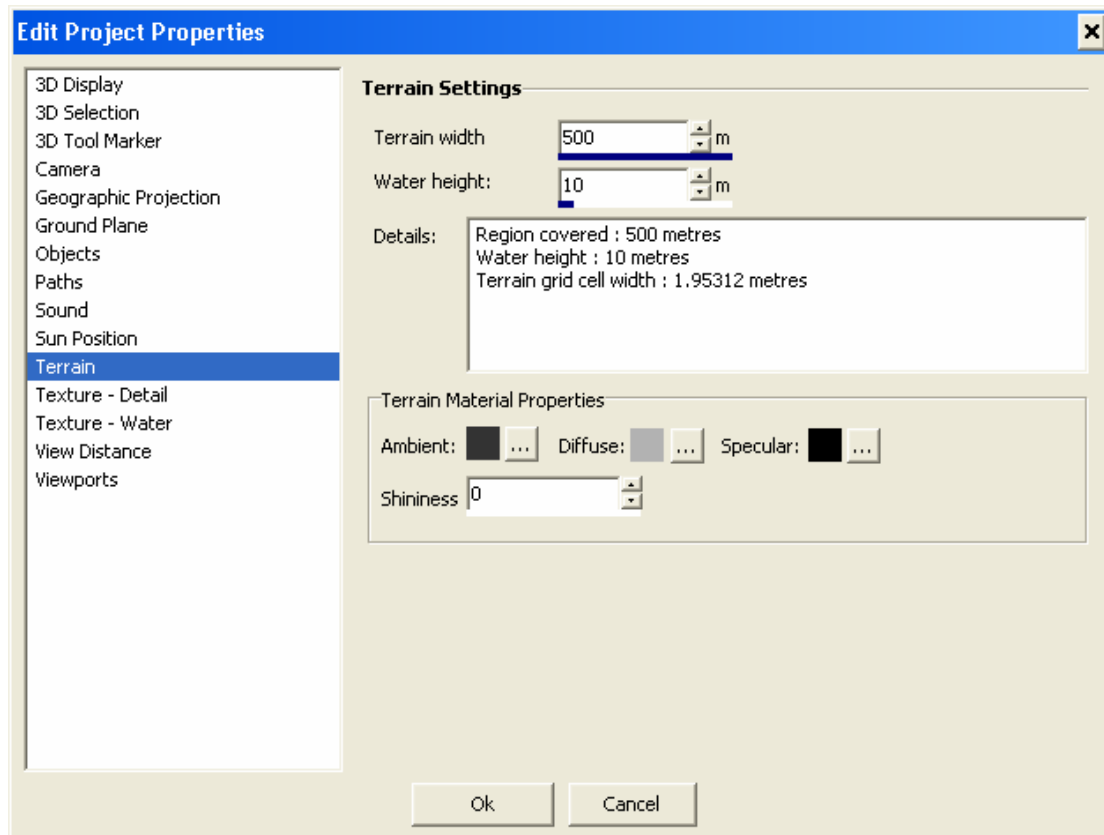 Edit Project Properties
3D Display
3D Selection
3D Tool Marker
Camera
Geographic Projection
Ground Plane
Objects
Paths
Sound
Sun Position
Terrain
Texture - Detail
Texture - Water
View Distance
Viewports
Terrain Settings
Terrain width 500 m
Water height: 10 m
Details:
Region covered : 500 metres
Water height : 10 metres
Terrain grid cell width : 1.95312 metres
Terrain Material Properties
Ambient: ... Diffuse: ... Specular: ...
Shininess 0
Ok Cancel